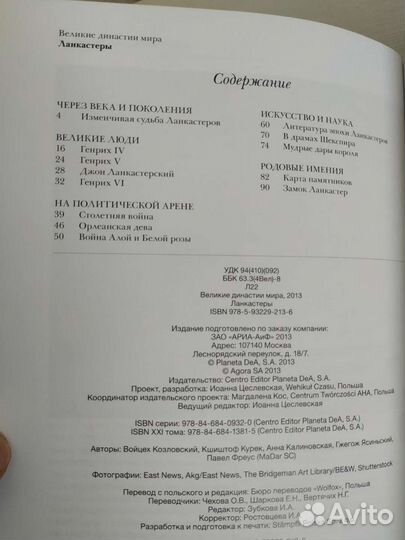 Великие династии мира
Ланкастеры
Содержание
ЧЕРЕЗ ВЕКА И ПОКОЛЕНИЯ
4 Изменчивая судьба Ланкастеров
ВЕЛИКИЕ ЛЮДИ
16 Генрих IV
24 Генрих V
28 Джон Ланкастерский
32 Генрих VI
НА ПОЛИТИЧЕСКОЙ АРЕНЕ
39 Столетняя война
46 Орлеанская дева
50 Война Алой и Белой розы
ИСКУССТВО И НАУКА
60 Литература эпохи Ланкастеров
70 В драмах Шекспира
74 Мудрые дары короля
РОДОВЫЕ ИМЕНИЯ
82 Карта памятников
90 Замок Ланкастер
УДК 94(410)(092)
ББК 63.3(4Вел)-8
Л22
Великие династии мира, 2013
Ланкастеры
ISBN 978-5-93229-213-6
Издание подготовлено по заказу компании:
ЗАО «АРИА-АиФ» 2013
Адрес: 107140 Москва
Леснорядский переулок, д. 18/7.
© Planeta DeA, S.A. 2013
© Agora SA 2013
Издательство: Centro Editor Planeta DeA, S.A.
Проект, разработка: Иоанна Цеслевская, Wehikuł Czasu, Польша
Координатор издательского проекта: Магдалена Кос, Centrum Twórczości AHA, Польша
Ведущий редактор: Иоанна Цеслевская
ISBN серии: 978-84-684-0932-0 (Centro Editor Planeta DeA, S.A.)
ISBN XXI тома: 978-84-684-1381-5 (Centro Editor Planeta DeA, S.A.)
Авторы: Войцех Козловский, Кшиштоф Курек, Анна Калиновская, Гжегож Ясиньский,
Павел Фреус (MaDar SC)
Фотографии: East News, Akg/East News, The Bridgeman Art Library/BE&W, Shutterstock
Перевод с польского и редакция: Бюро переводов «Wolfox», Польша
Переводчики: Чехова О.В., Шаркова Е.Н., Вертячих Н.Г.
Редактор: Зубкова И.А.
Корректор: Ростовцева И.А.
Разработка и подготовка к печати:
Avito